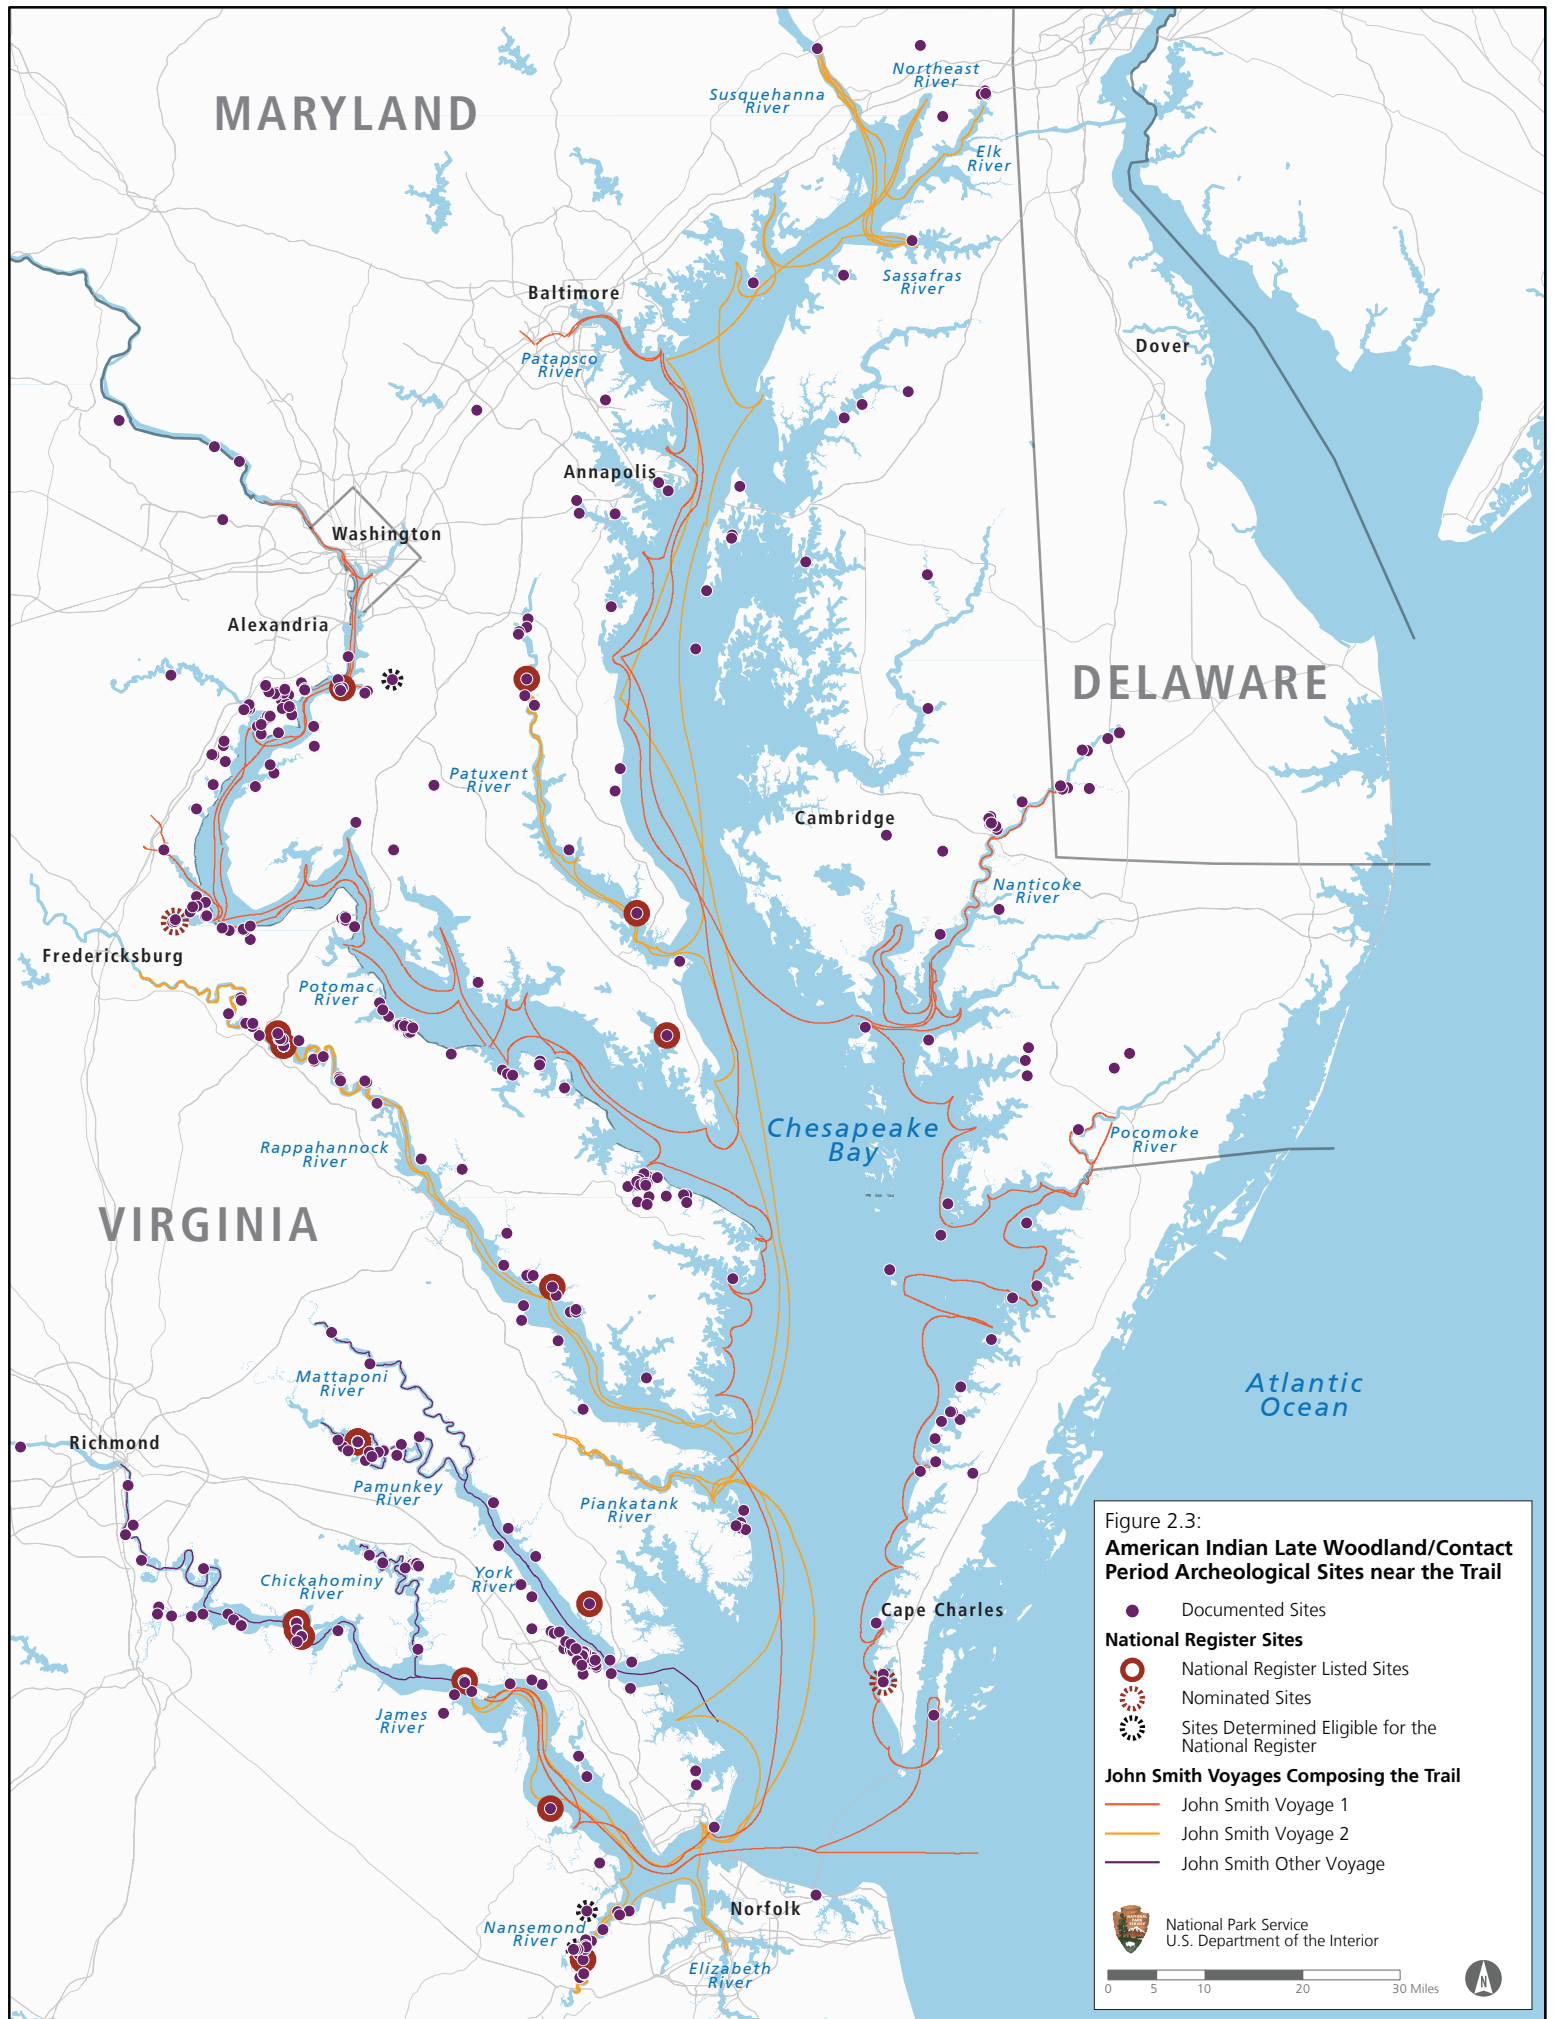 MARYLAND
Northeast
River
Susquehanna
River
Elk
River
Sassafras
River
Baltimore
Patapsco
River
Dover
Annapolis
Washington
Alexandria
DELAWARE
Patuxent
River
Cambridge
Nanticoke
River
Fredericksburg
Potomac
River
Chesapeake
Bay
Pocomoke
River
Rappahannock
River
VIRGINIA
Mattaponi
River
Atlantic
Ocean
Richmond
Pamunkey
River
Piankatank
River
Chickahominy
River
York
River
Cape Charles
James
River
Norfolk
Nansemond
River
Elizabeth
River
Figure 2.3:
American Indian Late Woodland/Contact
Period Archeological Sites near the Trail
Documented Sites
National Register Sites
National Register Listed Sites
Nominated Sites
Sites Determined Eligible for the
National Register
John Smith Voyages Composing the Trail
John Smith Voyage 1
John Smith Voyage 2
John Smith Other Voyage
NATIONAL
PARK
SERVICE
National Park Service
U.S. Department of the Interior
0 5 10 20 30 Miles
N